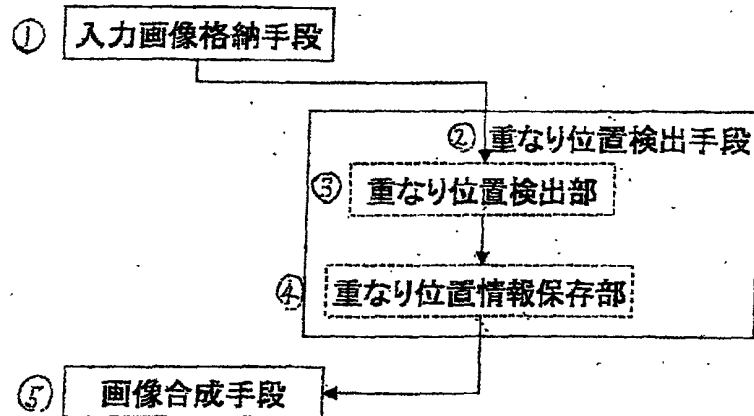 ① 入力画像格納手段
② 重なり位置検出手段
③ 重なり位置検出部
④ 重なり位置情報保存部
⑤ 画像合成手段